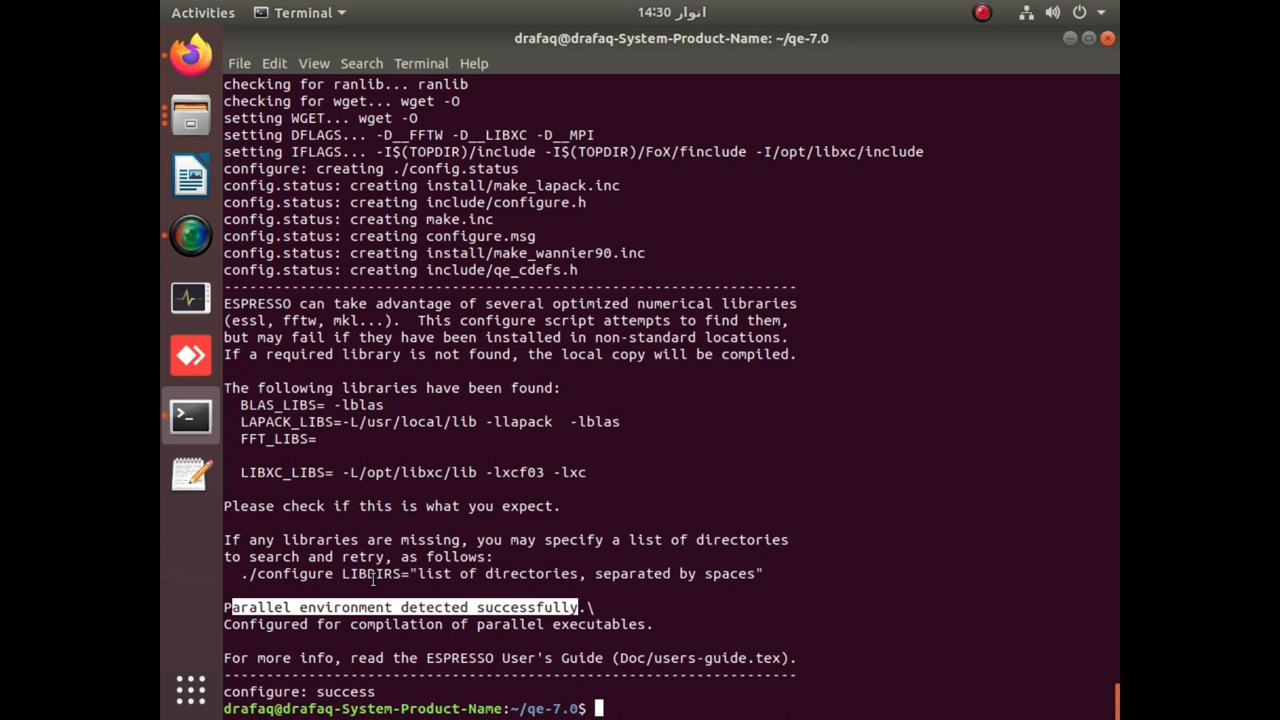 Activities Terminal 14:30 انوار
drafaq@drafaq-System-Product-Name: ~/qe-7.0
File Edit View Search Terminal Help
checking for ranlib... ranlib
checking for wget... wget -O
setting WGET... wget -O
setting DFLAGS... -D__FFTW -D__LIBXC -D__MPI
setting IFLAGS... -I$(TOPDIR)/include -I$(TOPDIR)/FoX/finclude -I/opt/libxc/include
configure: creating ./config.status
config.status: creating install/make_lapack.inc
config.status: creating include/configure.h
config.status: creating make.inc
config.status: creating configure.msg
config.status: creating install/make_wannier90.inc
config.status: creating include/qe_cdefs.h
--------------------------------------------------------------------
ESPRESSO can take advantage of several optimized numerical libraries
(essl, fftw, mkl...).  This configure script attempts to find them,
but may fail if they have been installed in non-standard locations.
If a required library is not found, the local copy will be compiled.
The following libraries have been found:
BLAS_LIBS= -lblas
LAPACK_LIBS=-L/usr/local/lib -llapack  -lblas
FFT_LIBS=
LIBXC_LIBS= -L/opt/libxc/lib -lxcf03 -lxc
Please check if this is what you expect.
If any libraries are missing, you may specify a list of directories
to search and retry, as follows:
./configure LIBDIRS="list of directories, separated by spaces"
Parallel environment detected successfully.\
Configured for compilation of parallel executables.
For more info, read the ESPRESSO User's Guide (Doc/users-guide.tex).
--------------------------------------------------------------------
configure: success
drafaq@drafaq-System-Product-Name:~/qe-7.0$